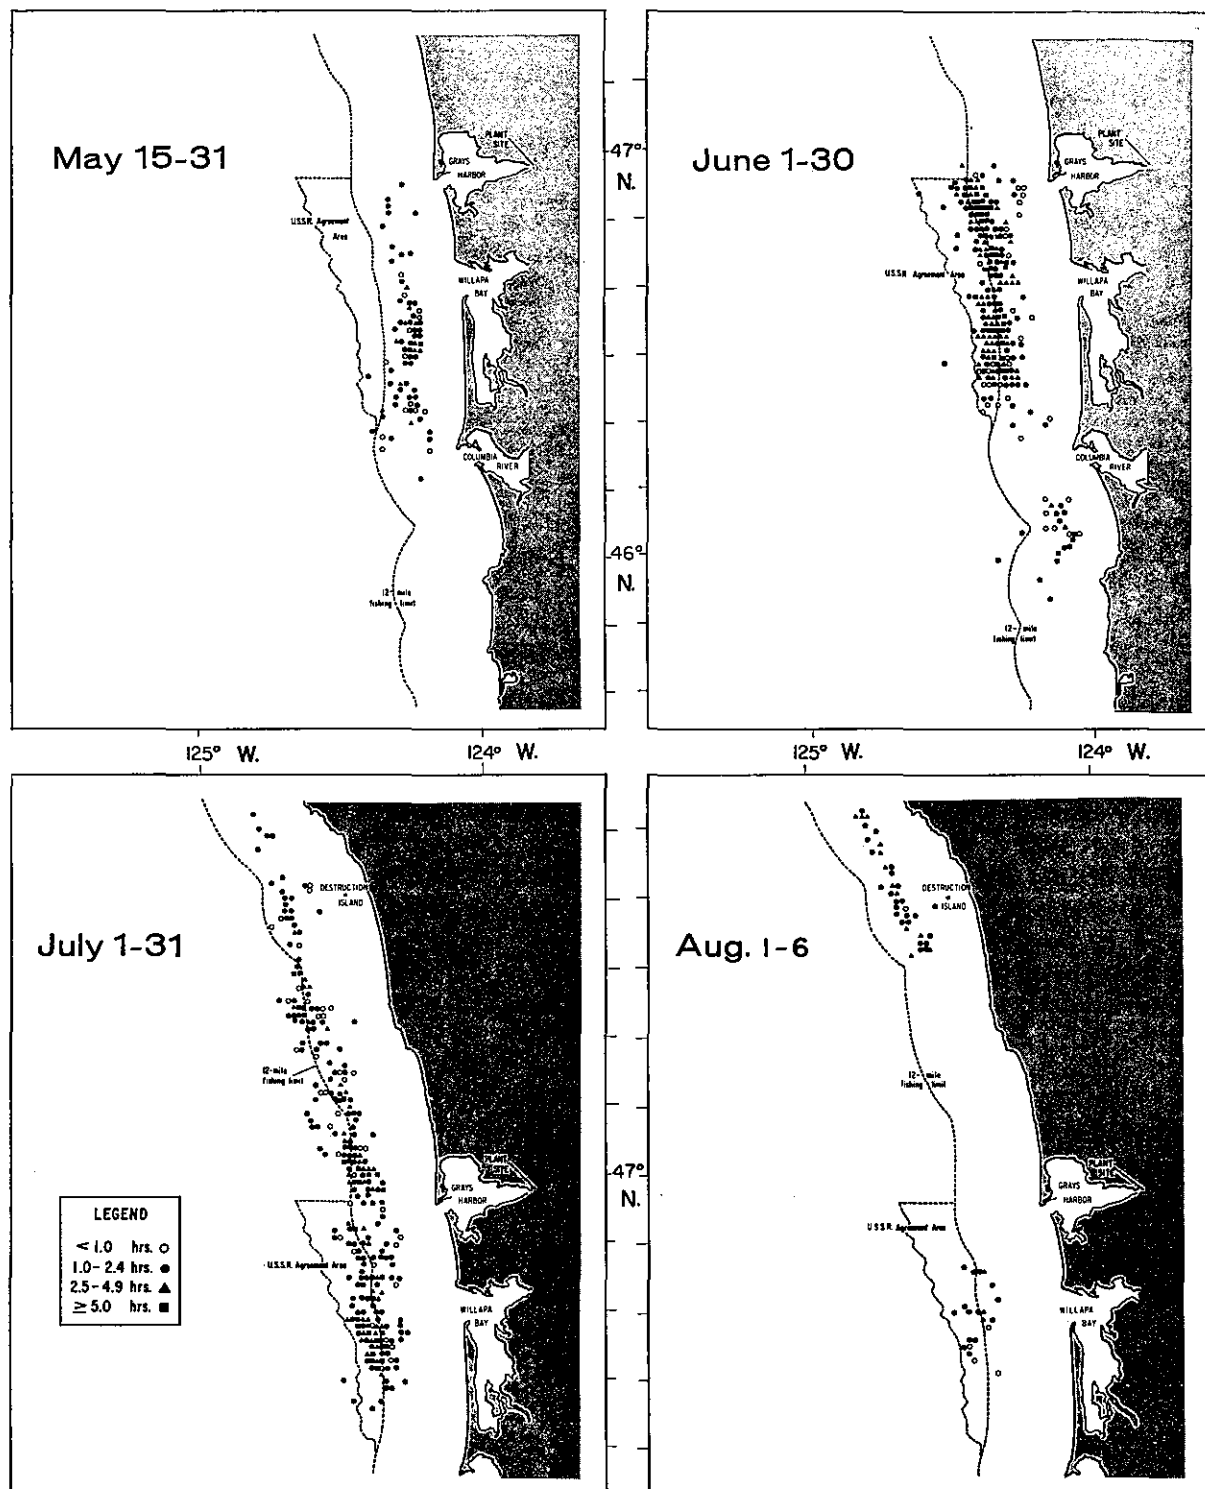 May 15-31
PLANT
SITE
GRAYS
HARBOR
U.S.S.R. Agreement
Area
WILLAPA
BAY
COLUMBIA
RIVER
12-mile
fishing limit
47°
N.
46°
N.
June 1-30
PLANT
SITE
GRAYS
HARBOR
U.S.S.R. Agreement Area
WILLAPA
BAY
COLUMBIA
RIVER
12-mile
fishing limit
125° W.
124° W.
125° W.
124° W.
July 1-31
DESTRUCTION
ISLAND
12-mile
fishing limit
PLANT
SITE
GRAYS
HARBOR
U.S.S.R. Agreement Area
WILLAPA
BAY
LEGEND
< 1.0 hrs.
1.0-2.4 hrs.
2.5-4.9 hrs.
≥ 5.0 hrs.
47°
N.
Aug. 1-6
DESTRUCTION
ISLAND
12-mile
fishing limit
PLANT
SITE
GRAYS
HARBOR
U.S.S.R. Agreement Area
WILLAPA
BAY